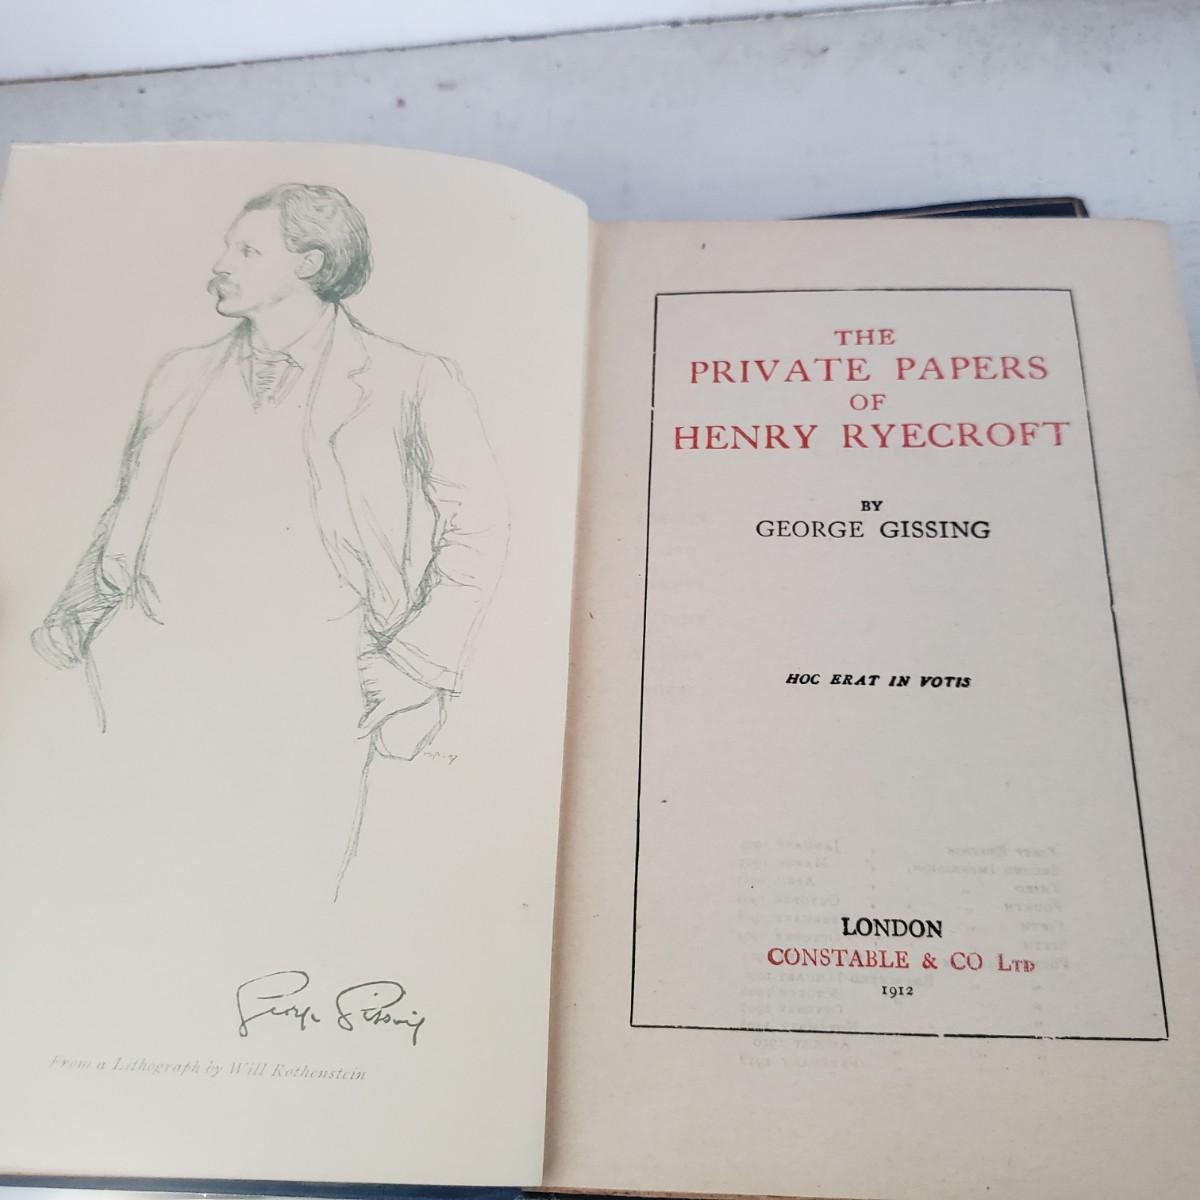 George Gissing
From a Lithograph by Will Rothenstein
THE
PRIVATE PAPERS
OF
HENRY RYECROFT
BY
GEORGE GISSING
HOC ERAT IN VOTIS
LONDON
CONSTABLE & CO LTD
1912